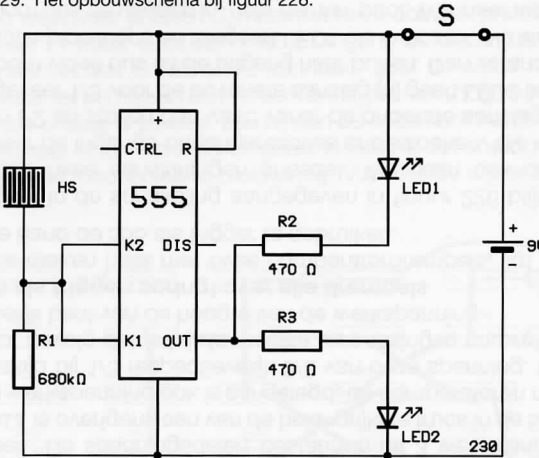 29. Het opbouwschema bij figuur 228.
S
CTRL R
HS
555
LED1
K2 DIS
R2
470 Ω
+
90
-
R1
680kΩ
K1 OUT
R3
470 Ω
-
LED2
230